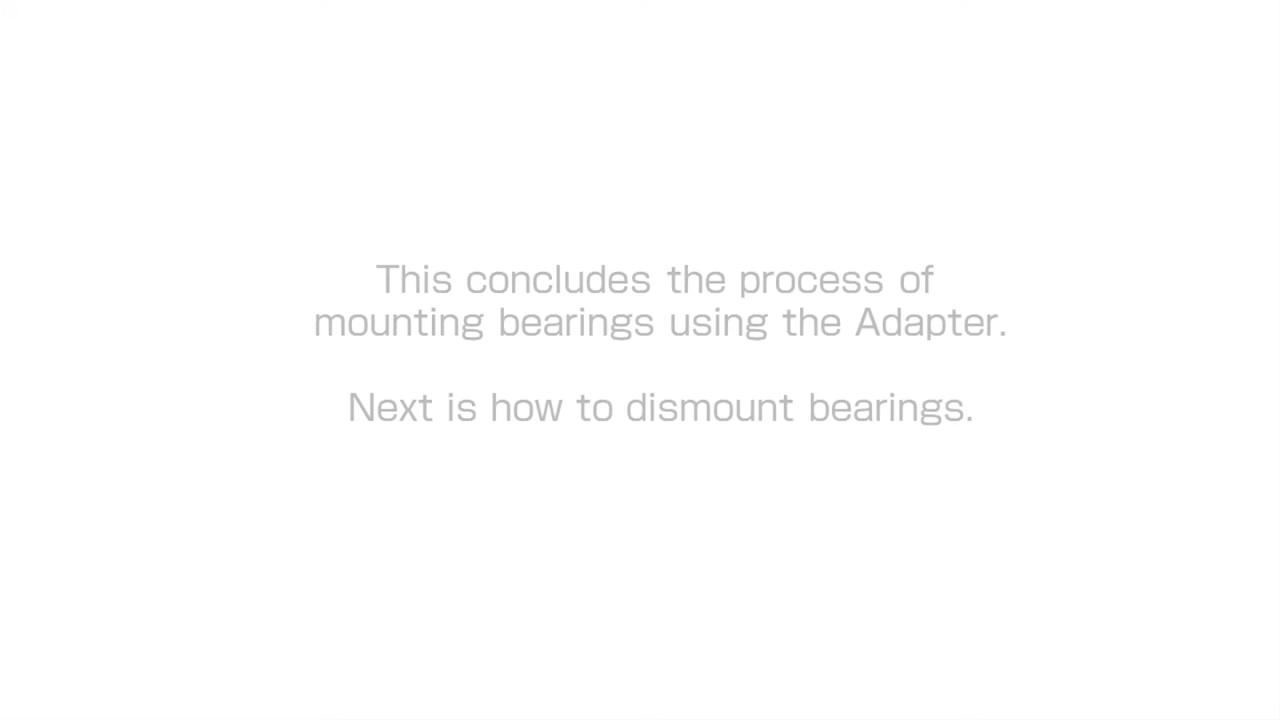 This concludes the process of
mounting bearings using the Adapter.
Next is how to dismount bearings.